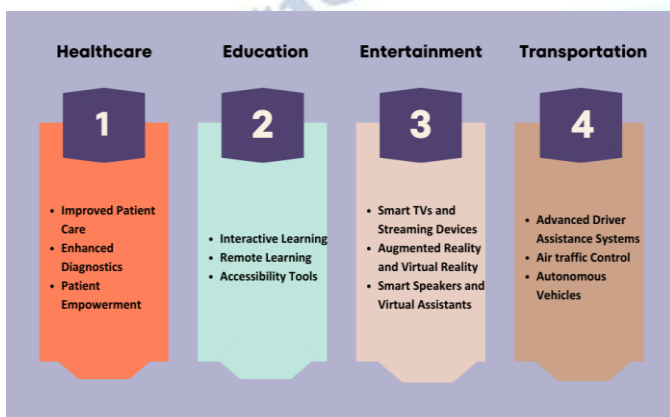 Healthcare
Education
Entertainment
Transportation
1
2
3
4
• Improved Patient
Care
• Enhanced
Diagnostics
• Patient
Empowerment
• Interactive Learning
• Remote Learning
• Accessibility Tools
• Smart TVs and
Streaming Devices
• Augmented Reality
and Virtual Reality
• Smart Speakers and
Virtual Assistants
• Advanced Driver
Assistance Systems
• Air traffic Control
• Autonomous
Vehicles